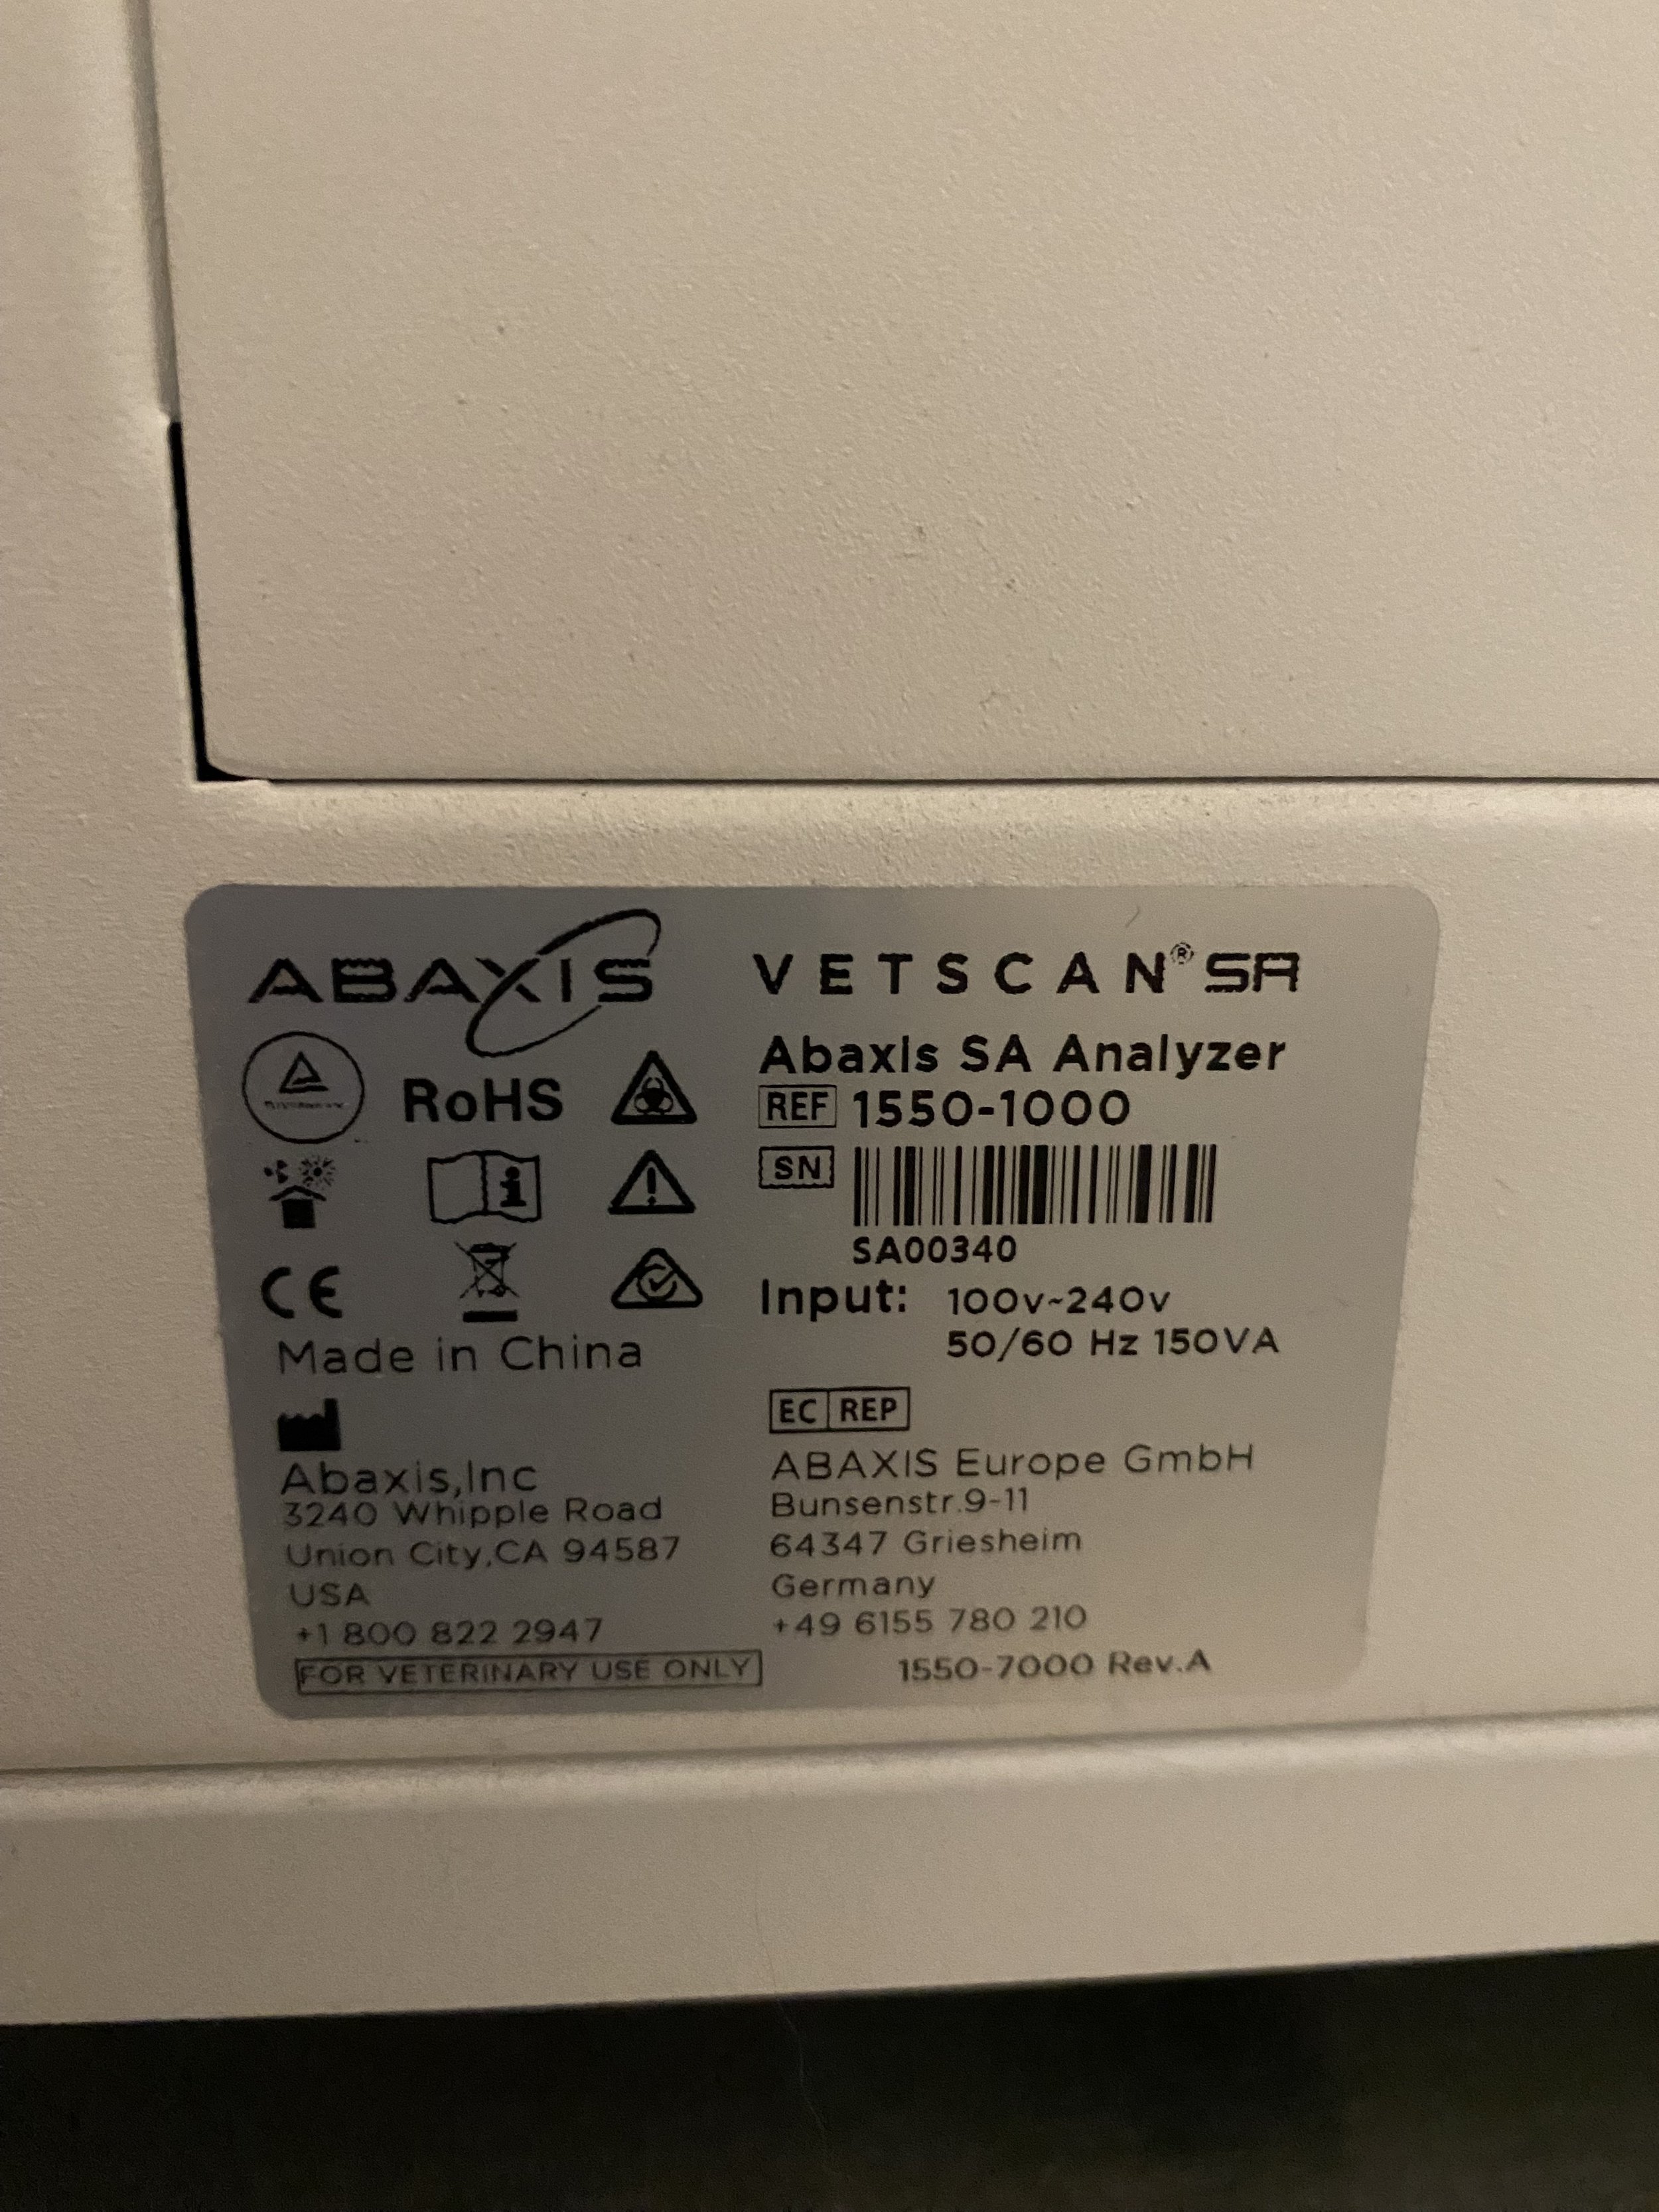 ABAXIS
RoHS
CE
Made in China
Abaxis,Inc
3240 Whipple Road
Union City,CA 94587
USA
+1 800 822 2947
FOR VETERINARY USE ONLY
VETSCAN® SA
Abaxis SA Analyzer
REF 1550-1000
SN
SA00340
Input: 100v~240v
50/60 Hz 150VA
EC REP
ABAXIS Europe GmbH
Bunsenstr.9-11
64347 Griesheim
Germany
+49 6155 780 210
1550-7000 Rev.A